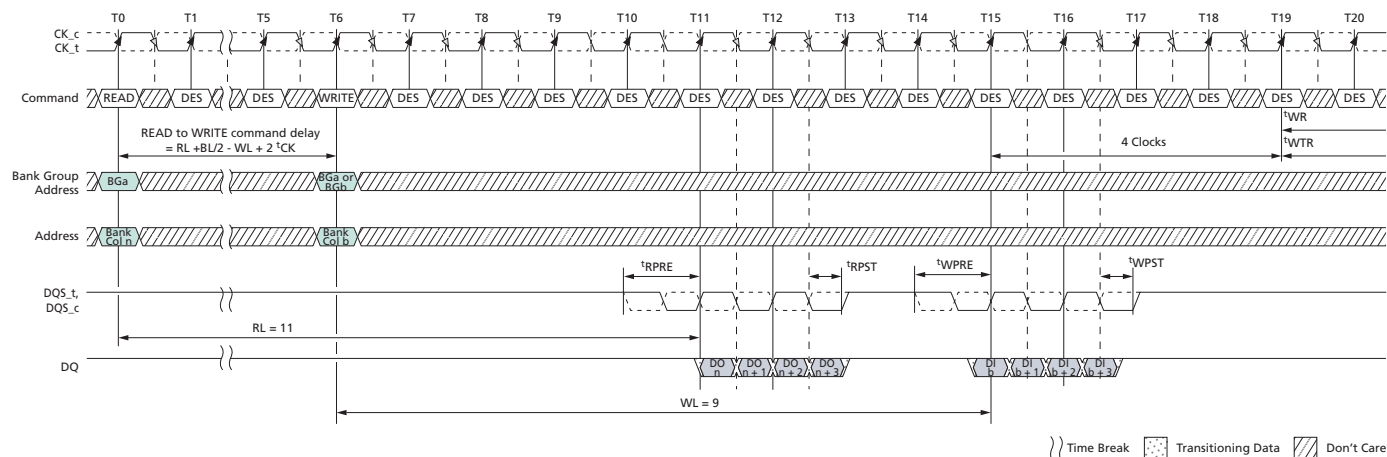 T0 T1 T5 T6 T7 T8 T9 T10 T11 T12 T13 T14 T15 T16 T17 T18 T19 T20
CK_c
CK_t
Command READ DES DES WRITE DES DES DES DES DES DES DES DES DES DES DES DES DES DES
READ to WRITE command delay
= RL +BL/2 - WL + 2 tCK
4 Clocks
tWR
tWTR
Bank Group
Address
BGa
BGa or
BGb
Address
Bank
Col n
Bank
Col b
tRPRE tRPST tWPRE tWPST
DQS_t,
DQS_c
RL = 11
DQ
DO
n
DO
n + 1
DO
n + 2
DO
n + 3
DI
b
DI
b + 1
DI
b + 2
DI
b + 3
WL = 9
Time Break Transitioning Data Don't Care